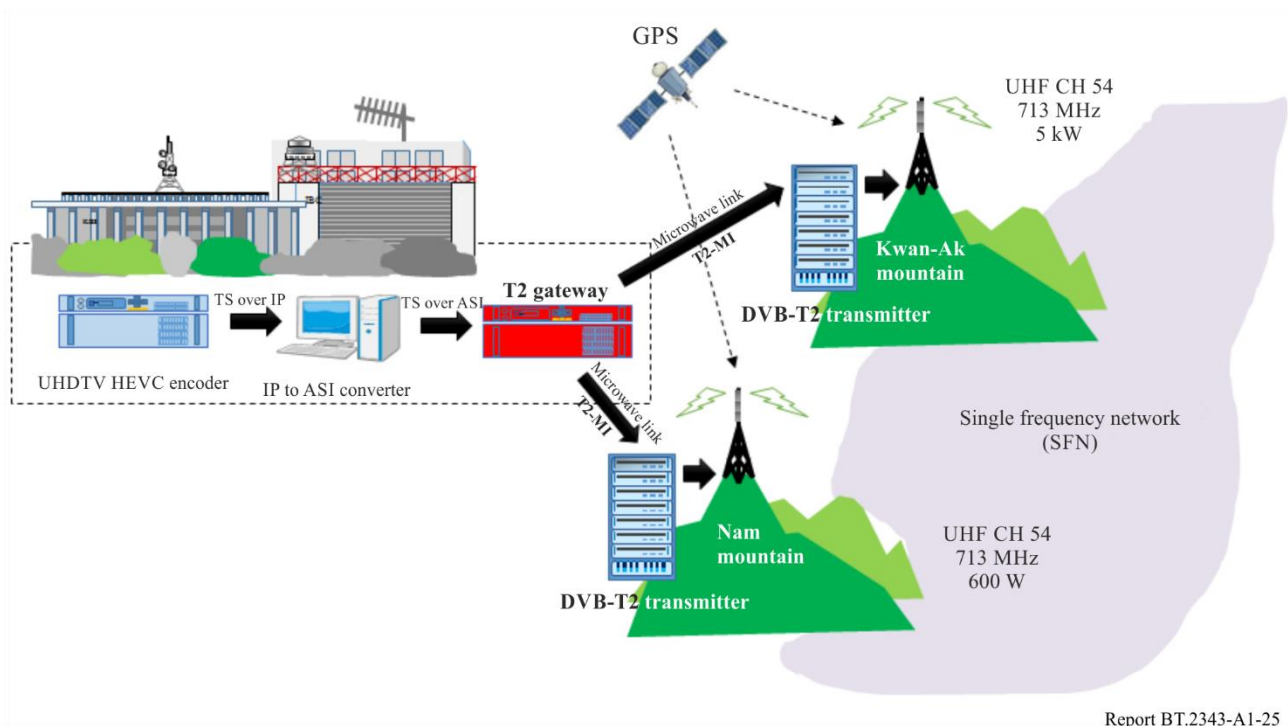 GPS
UHF CH 54
713 MHz
5 kW
Microwave link
T2-MI
Kwan-Ak
mountain
DVB-T2 transmitter
TS over IP
TS over ASI
T2 gateway
UHDTV HEVC encoder
IP to ASI converter
Microwave link
T2-MI
Single frequency network
(SFN)
Nam
mountain
UHF CH 54
713 MHz
600 W
DVB-T2 transmitter
Report BT.2343-A1-25